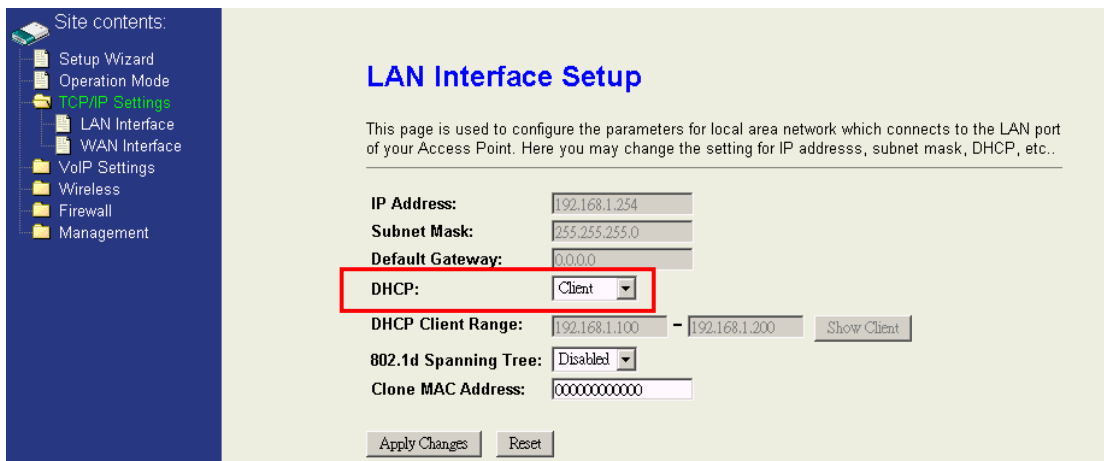 Site contents:
Setup Wizard
Operation Mode
TCP/IP Settings
LAN Interface
WAN Interface
VoIP Settings
Wireless
Firewall
Management
LAN Interface Setup
This page is used to configure the parameters for local area network which connects to the LAN port
of your Access Point. Here you may change the setting for IP addresss, subnet mask, DHCP, etc..
IP Address: 192.168.1.254
Subnet Mask: 255.255.255.0
Default Gateway: 0.0.0.0
DHCP: Client
DHCP Client Range: 192.168.1.100 - 192.168.1.200 Show Client
802.1d Spanning Tree: Disabled
Clone MAC Address: 000000000000
Apply Changes Reset